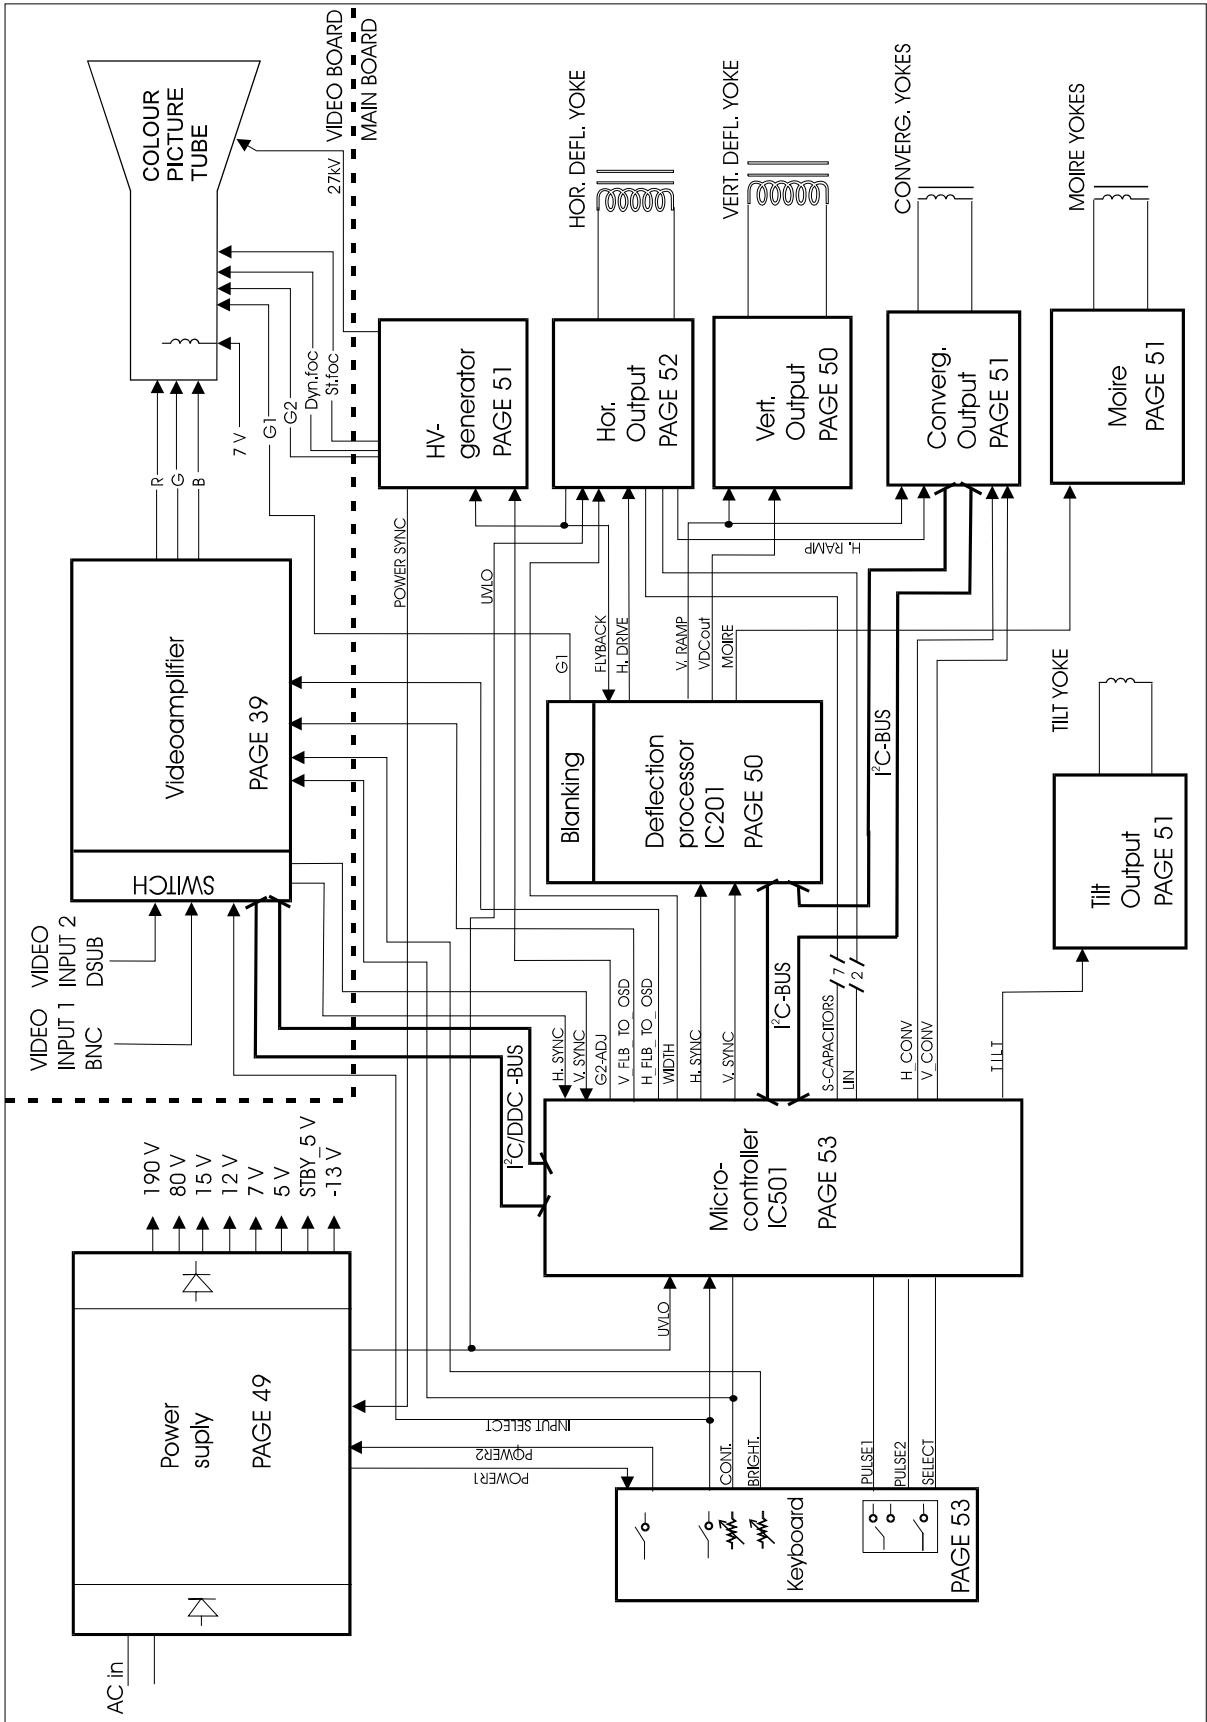 COLOUR
PICTURE
TUBE
VIDEO BOARD
MAIN BOARD
27kV
R
G
B
7 V
G1
G2
Dyn.foc
St.foc
HOR. DEFL. YOKE
VERT. DEFL. YOKE
CONVERG. YOKES
MOIRE YOKES
HV-
generator
PAGE 51
Hor.
Output
PAGE 52
Vert.
Output
PAGE 50
Converg.
Output
PAGE 51
Moire
PAGE 51
Videoamplifier
PAGE 39
SWITCH
VIDEO
INPUT 1
BNC
VIDEO
INPUT 2
DSUB
POWER SYNC
UVLO
G1
FLYBACK
H. DRIVE
V. RAMP
VDCout
MOIRE
H. RAMP
Blanking
Deflection
processor
IC201
PAGE 50
I²C-BUS
TILT YOKE
Tilt
Output
PAGE 51
I²C/DDC -BUS
H. SYNC
V. SYNC
G2-ADJ
V_FLB_TO_OSD
H_FLB_TO_OSD
WIDTH
H. SYNC
V. SYNC
I²C-BUS
S-CAPACITORS
7
LIN
2
H_CONV
V_CONV
TILT
Micro-
controller
IC501
PAGE 53
190 V
80 V
15 V
12 V
7 V
5 V
STBY_5 V
-13 V
Power
suply
PAGE 49
AC in
UVLO
INPUT SELECT
POWER2
POWER1
CONT.
BRIGHT.
PULSE1
PULSE2
SELECT
Keyboard
PAGE 53